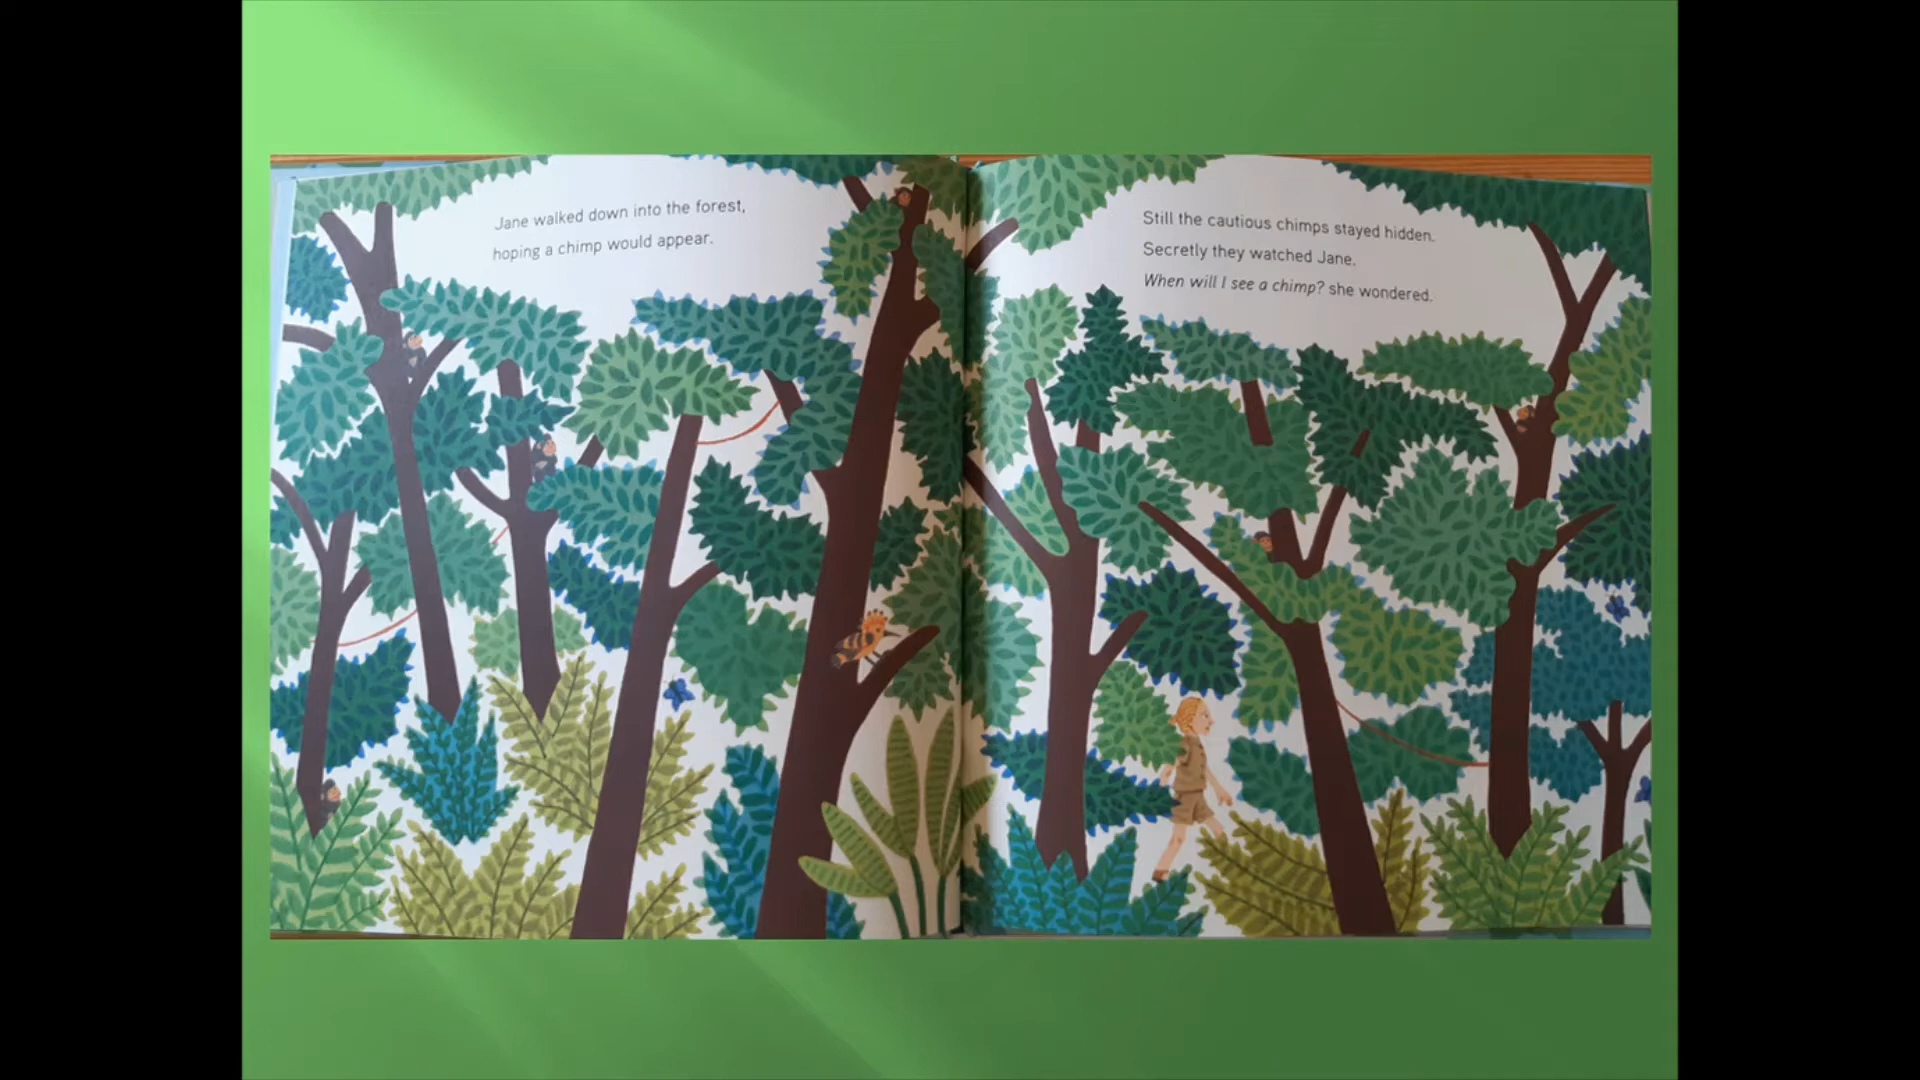 Jane walked down into the forest,
hoping a chimp would appear.
Still the cautious chimps stayed hidden.
Secretly they watched Jane.
When will I see a chimp? she wondered.